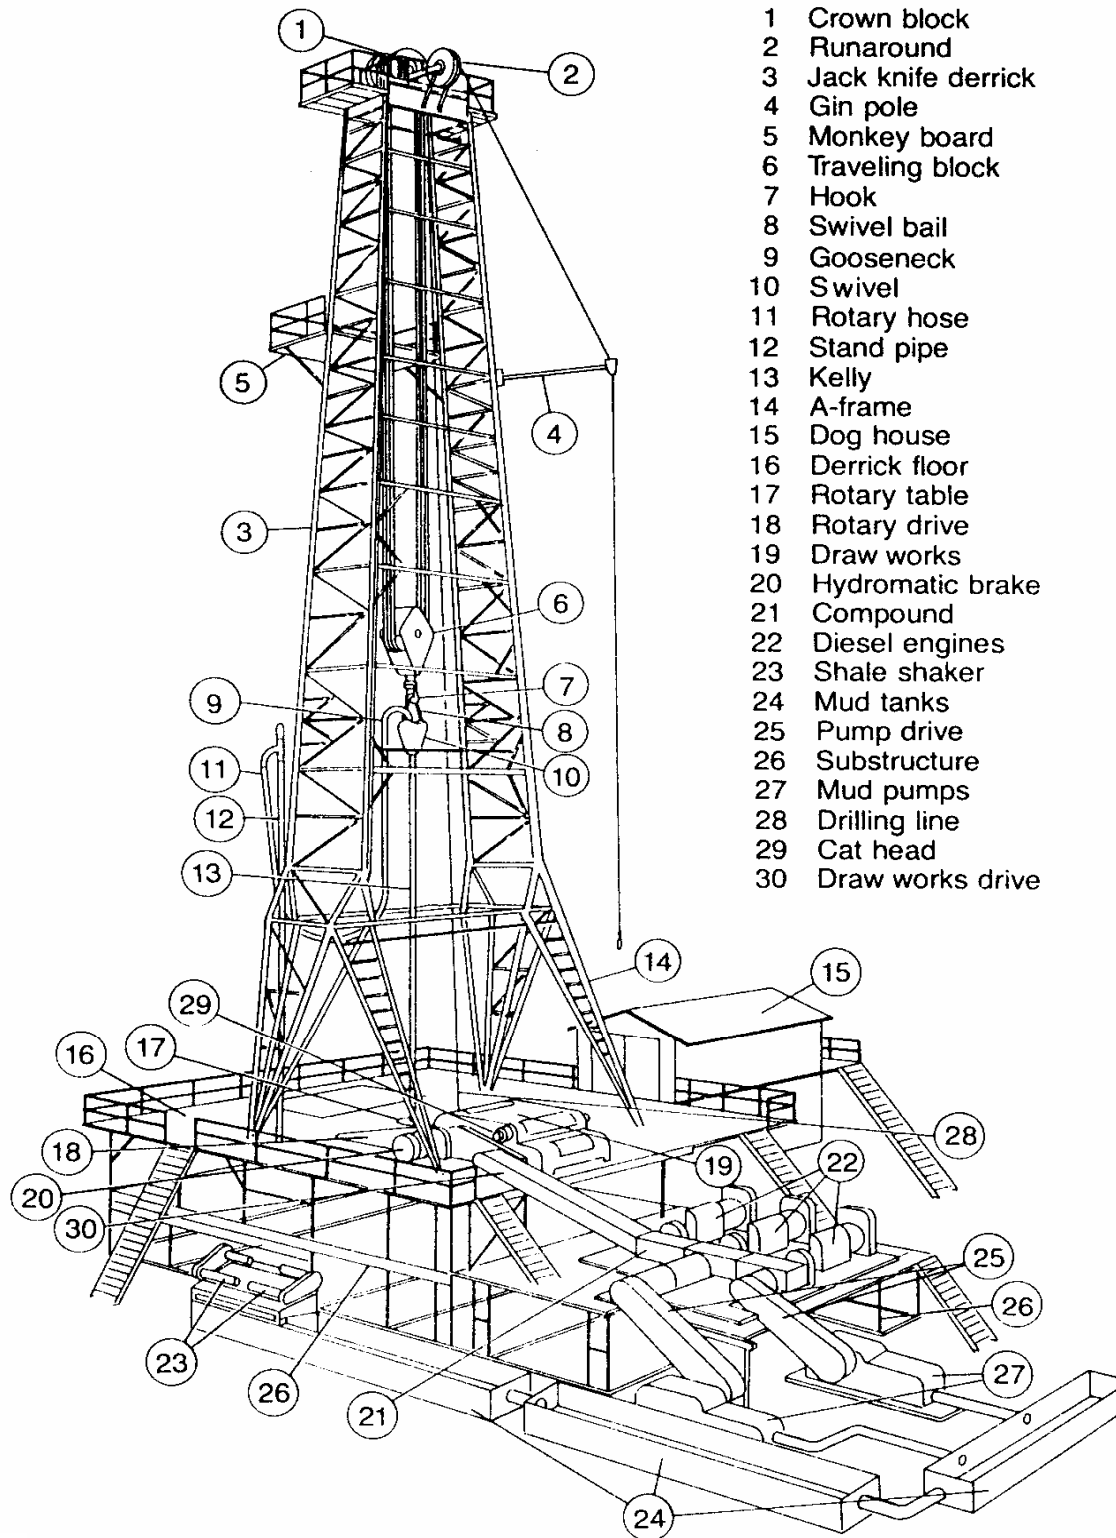 1 Crown block
2 Runaround
3 Jack knife derrick
4 Gin pole
5 Monkey board
6 Traveling block
7 Hook
8 Swivel bail
9 Gooseneck
10 Swivel
11 Rotary hose
12 Stand pipe
13 Kelly
14 A-frame
15 Dog house
16 Derrick floor
17 Rotary table
18 Rotary drive
19 Draw works
20 Hydromatic brake
21 Compound
22 Diesel engines
23 Shale shaker
24 Mud tanks
25 Pump drive
26 Substructure
27 Mud pumps
28 Drilling line
29 Cat head
30 Draw works drive
1
2
5
4
3
6
9
7
8
11
10
12
13
14
15
29
17
16
28
18
19
22
20
30
25
26
23
26
27
21
24